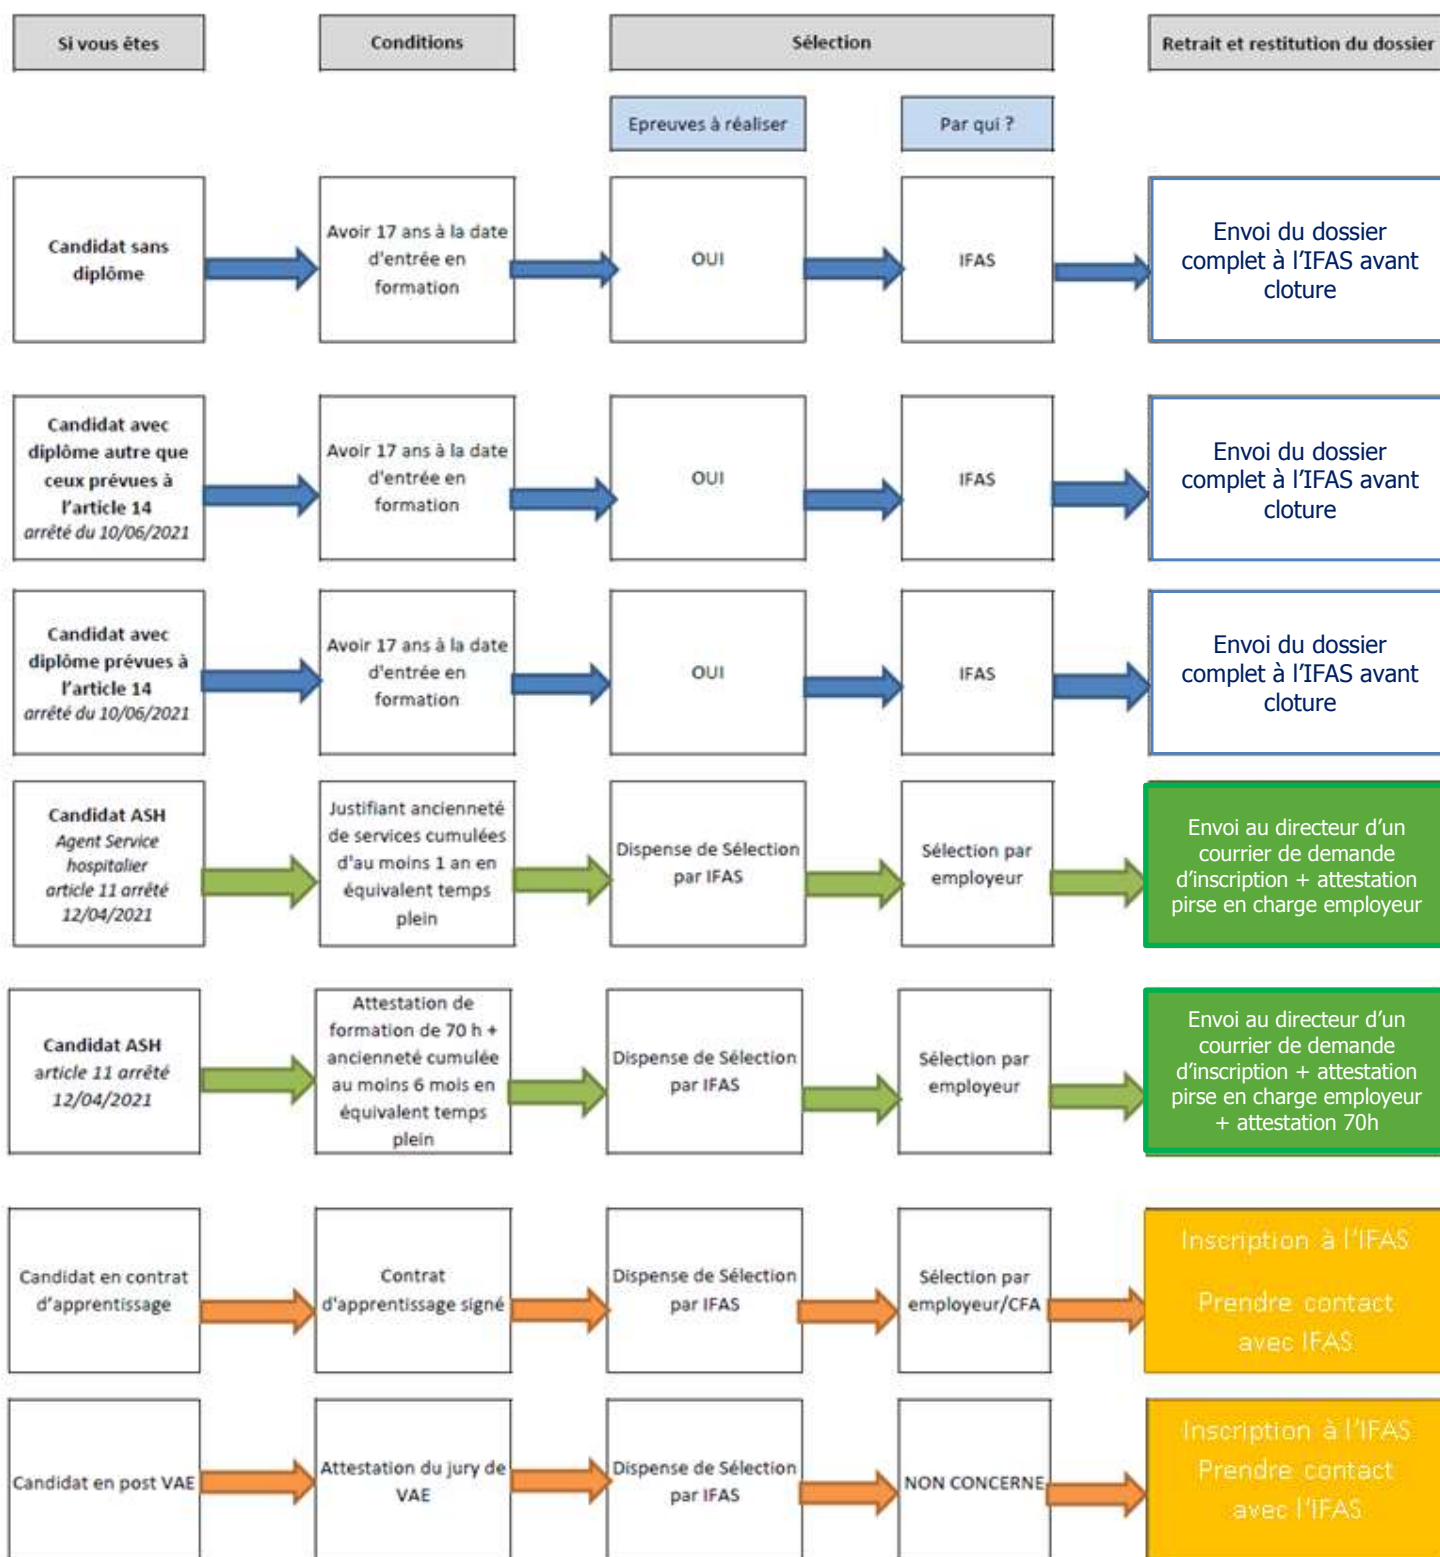 Si vous êtes
Conditions
Sélection
Retrait et restitution du dossier
Epreuves à réaliser
Par qui ?
Candidat sans
diplôme
Avoir 17 ans à la date
d'entrée en
formation
OUI
IFAS
Envoi du dossier
complet à l'IFAS avant
cloture
Candidat avec
diplôme autre que
ceux prévues à
l'article 14
arrêté du 10/06/2021
Avoir 17 ans à la date
d'entrée en
formation
OUI
IFAS
Envoi du dossier
complet à l'IFAS avant
cloture
Candidat avec
diplôme prévues à
l'article 14
arrêté du 10/06/2021
Avoir 17 ans à la date
d'entrée en
formation
OUI
IFAS
Envoi du dossier
complet à l'IFAS avant
cloture
Candidat ASH
Agent Service
hospitalier
article 11 arrêté
12/04/2021
Justifiant ancienneté
de services cumulées
d'au moins 1 an en
équivalent temps
plein
Dispense de Sélection
par IFAS
Sélection par
employeur
Envoi au directeur d'un
courrier de demande
d'inscription + attestation
pirse en charge employeur
Candidat ASH
article 11 arrêté
12/04/2021
Attestation de
formation de 70 h +
ancienneté cumulée
au moins 6 mois en
équivalent temps
plein
Dispense de Sélection
par IFAS
Sélection par
employeur
Envoi au directeur d'un
courrier de demande
d'inscription + attestation
pirse en charge employeur
+ attestation 70h
Candidat en contrat
d'apprentissage
Contrat
d'apprentissage signé
Dispense de Sélection
par IFAS
Sélection par
employeur/CFA
Inscription à l'IFAS
Prendre contact
avec IFAS
Candidat en post VAE
Attestation du jury de
VAE
Dispense de Sélection
par IFAS
NON CONCERNE
Inscription à l'IFAS
Prendre contact
avec l'IFAS